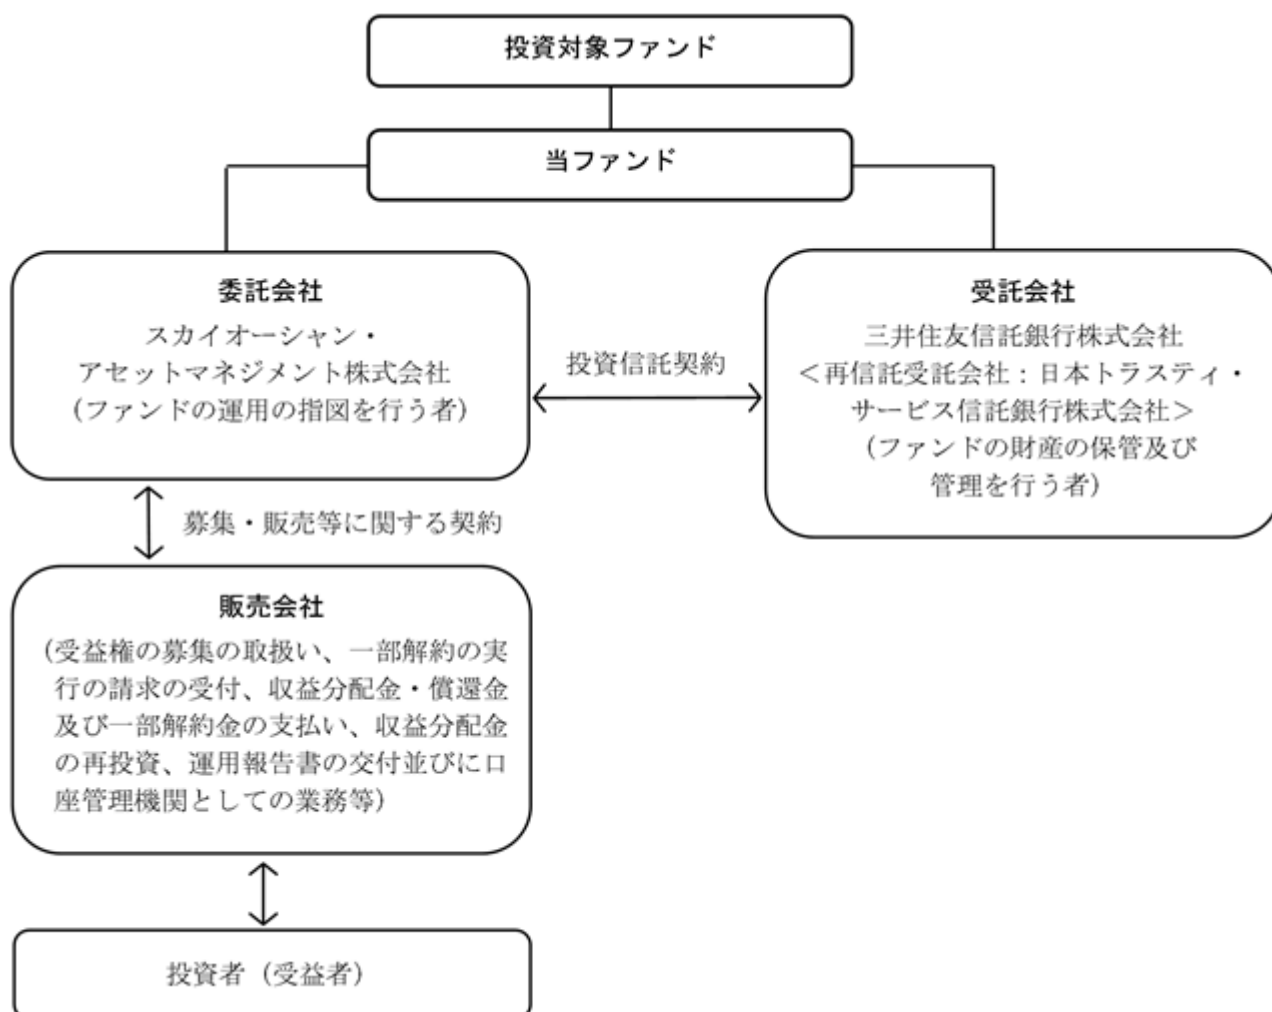 投資対象ファンド
当ファンド
委託会社
スカイオーシャン・
アセットマネジメント株式会社
（ファンドの運用の指図を行う者）
投資信託契約
受託会社
三井住友信託銀行株式会社
＜再信託受託会社：日本トラスティ・
サービス信託銀行株式会社＞
（ファンドの財産の保管及び
管理を行う者）
募集・販売等に関する契約
販売会社
（受益権の募集の取扱い、一部解約の実
行の請求の受付、収益分配金・償還金
及び一部解約金の支払い、収益分配金
の再投資、運用報告書の交付並びに口
座管理機関としての業務等）
投資者（受益者）